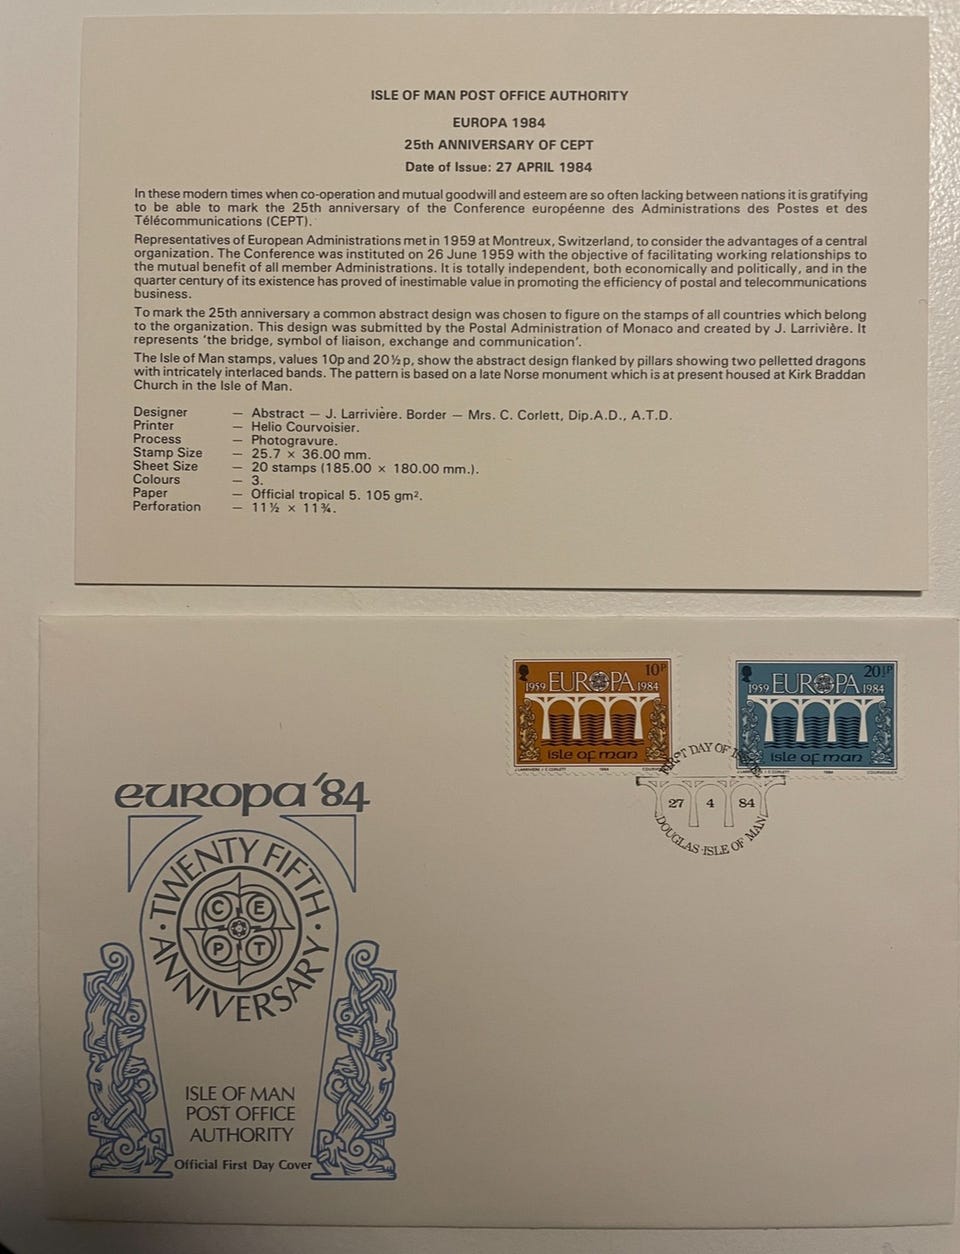 ISLE OF MAN POST OFFICE AUTHORITY
EUROPA 1984
25th ANNIVERSARY OF CEPT
Date of Issue: 27 APRIL 1984
In these modern times when co-operation and mutual goodwill and esteem are so often lacking between nations it is gratifying
to be able to mark the 25th anniversary of the Conference européenne des Administrations des Postes et des
Télécommunications (CEPT).
Representatives of European Administrations met in 1959 at Montreux, Switzerland, to consider the advantages of a central
organization. The Conference was instituted on 26 June 1959 with the objective of facilitating working relationships to
the mutual benefit of all member Administrations. It is totally independent, both economically and politically, and in the
quarter century of its existence has proved of inestimable value in promoting the efficiency of postal and telecommunications
business.
To mark the 25th anniversary a common abstract design was chosen to figure on the stamps of all countries which belong
to the organization. This design was submitted by the Postal Administration of Monaco and created by J. Larrivière. It
represents 'the bridge, symbol of liaison, exchange and communication'.
The Isle of Man stamps, values 10p and 20½p, show the abstract design flanked by pillars showing two pelletted dragons
with intricately interlaced bands. The pattern is based on a late Norse monument which is at present housed at Kirk Braddan
Church in the Isle of Man.
Designer — Abstract — J. Larrivière. Border — Mrs. C. Corlett, Dip.A.D., A.T.D.
Printer — Helio Courvoisier.
Process — Photogravure.
Stamp Size — 25.7 × 36.00 mm.
Sheet Size — 20 stamps (185.00 × 180.00 mm.).
Colours — 3.
Paper — Official tropical 5. 105 gm².
Perforation — 11½ × 11¾.
10P
1959 EUROPA 1984
isle of man
J. LARRIVIERE / C. CORLETT 1984 COURVOISIER
20½P
1959 EUROPA 1984
isle of man
J. LARRIVIERE / C. CORLETT 1984 COURVOISIER
FIRST DAY OF ISSUE
27 4 84
DOUGLAS ISLE OF MAN
europa '84
· TWENTY FIFTH ·
C E
P T
ANNIVERSARY
ISLE OF MAN
POST OFFICE
AUTHORITY
Official First Day Cover